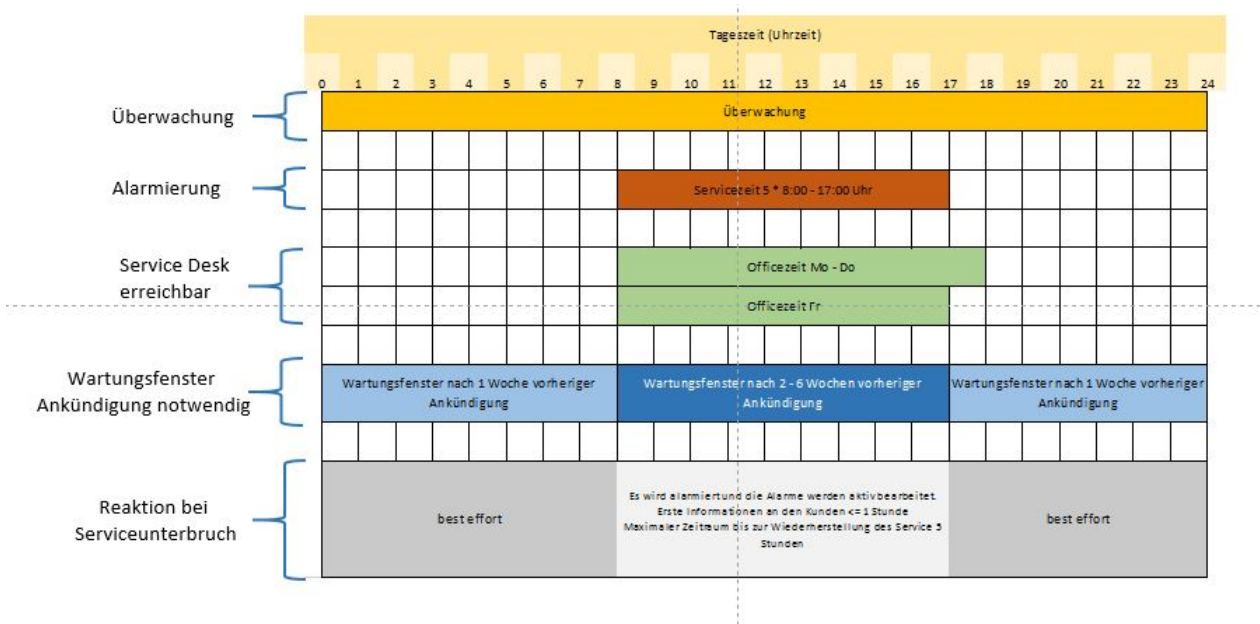 Tageszeit (Uhrzeit)
0 1 2 3 4 5 6 7 8 9 10 11 12 13 14 15 16 17 18 19 20 21 22 23 24
Überwachung
Überwachung
Alarmierung
Servicezeit 5 * 8:00 - 17:00 Uhr
Service Desk
erreichbar
Officezeit Mo - Do
Officezeit Fr
Wartungsfenster
Ankündigung notwendig
Wartungsfenster nach 1 Woche vorheriger
Ankündigung
Wartungsfenster nach 2 - 6 Wochen vorheriger
Ankündigung
Wartungsfenster nach 1 Woche vorheriger
Ankündigung
Reaktion bei
Serviceunterbruch
best effort
Es wird alarmiert und die Alarme werden aktiv bearbeitet.
Erste Informationen an den Kunden <= 1 Stunde
Maximaler Zeitraum bis zur Wiederherstellung des Service 5
Stunden
best effort